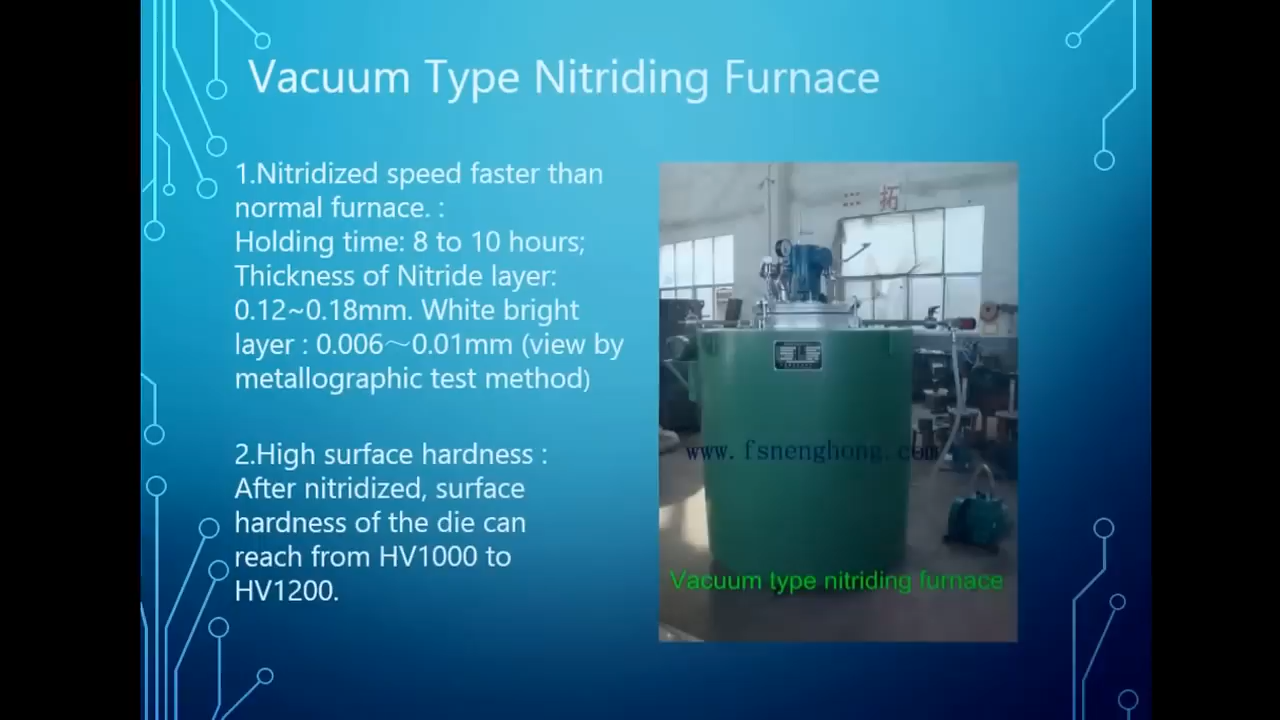 Vacuum Type Nitriding Furnace
1.Nitridized speed faster than
normal furnace. :
Holding time: 8 to 10 hours;
Thickness of Nitride layer:
0.12~0.18mm. White bright
layer : 0.006～0.01mm (view by
metallographic test method)
2.High surface hardness :
After nitridized, surface
hardness of the die can
reach from HV1000 to
HV1200.
拓
www.fsnenghong.com
Vacuum type nitriding furnace